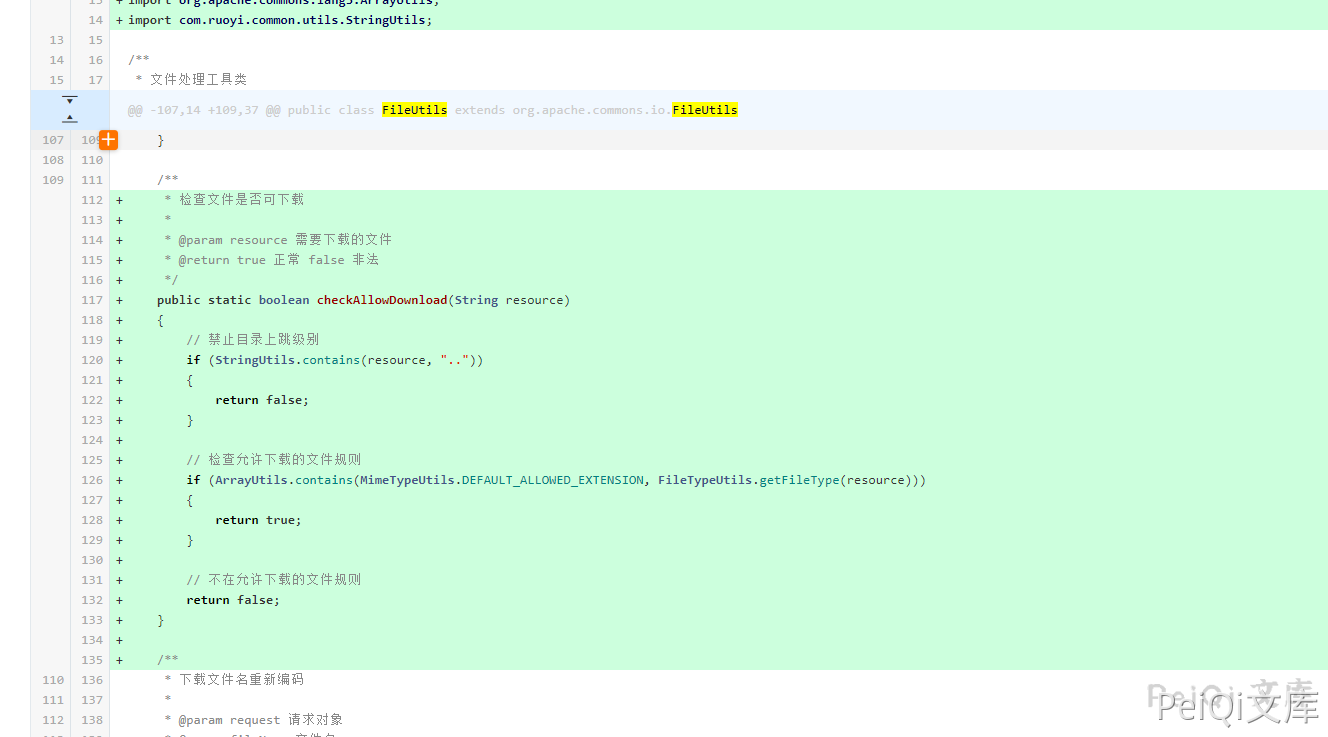 13 + import org.apache.commons.lang3.ArrayUtils;
14 + import com.ruoyi.common.utils.StringUtils;
13 15
14 16 /**
15 17 * 文件处理工具类
@@ -107,14 +109,37 @@ public class FileUtils extends org.apache.commons.io.FileUtils
107 109 }
108 110
109 111 /**
112 + * 检查文件是否可下载
113 + *
114 + * @param resource 需要下载的文件
115 + * @return true 正常 false 非法
116 + */
117 + public static boolean checkAllowDownload(String resource)
118 + {
119 + // 禁止目录上跳级别
120 + if (StringUtils.contains(resource, ".."))
121 + {
122 + return false;
123 + }
124 +
125 + // 检查允许下载的文件规则
126 + if (ArrayUtils.contains(MimeTypeUtils.DEFAULT_ALLOWED_EXTENSION, FileTypeUtils.getFileType(resource)))
127 + {
128 + return true;
129 + }
130 +
131 + // 不在允许下载的文件规则
132 + return false;
133 + }
134 +
135 + /**
110 136 * 下载文件名重新编码
111 137 *
112 138 * @param request 请求对象
PeiQi文库
PeiQi文库